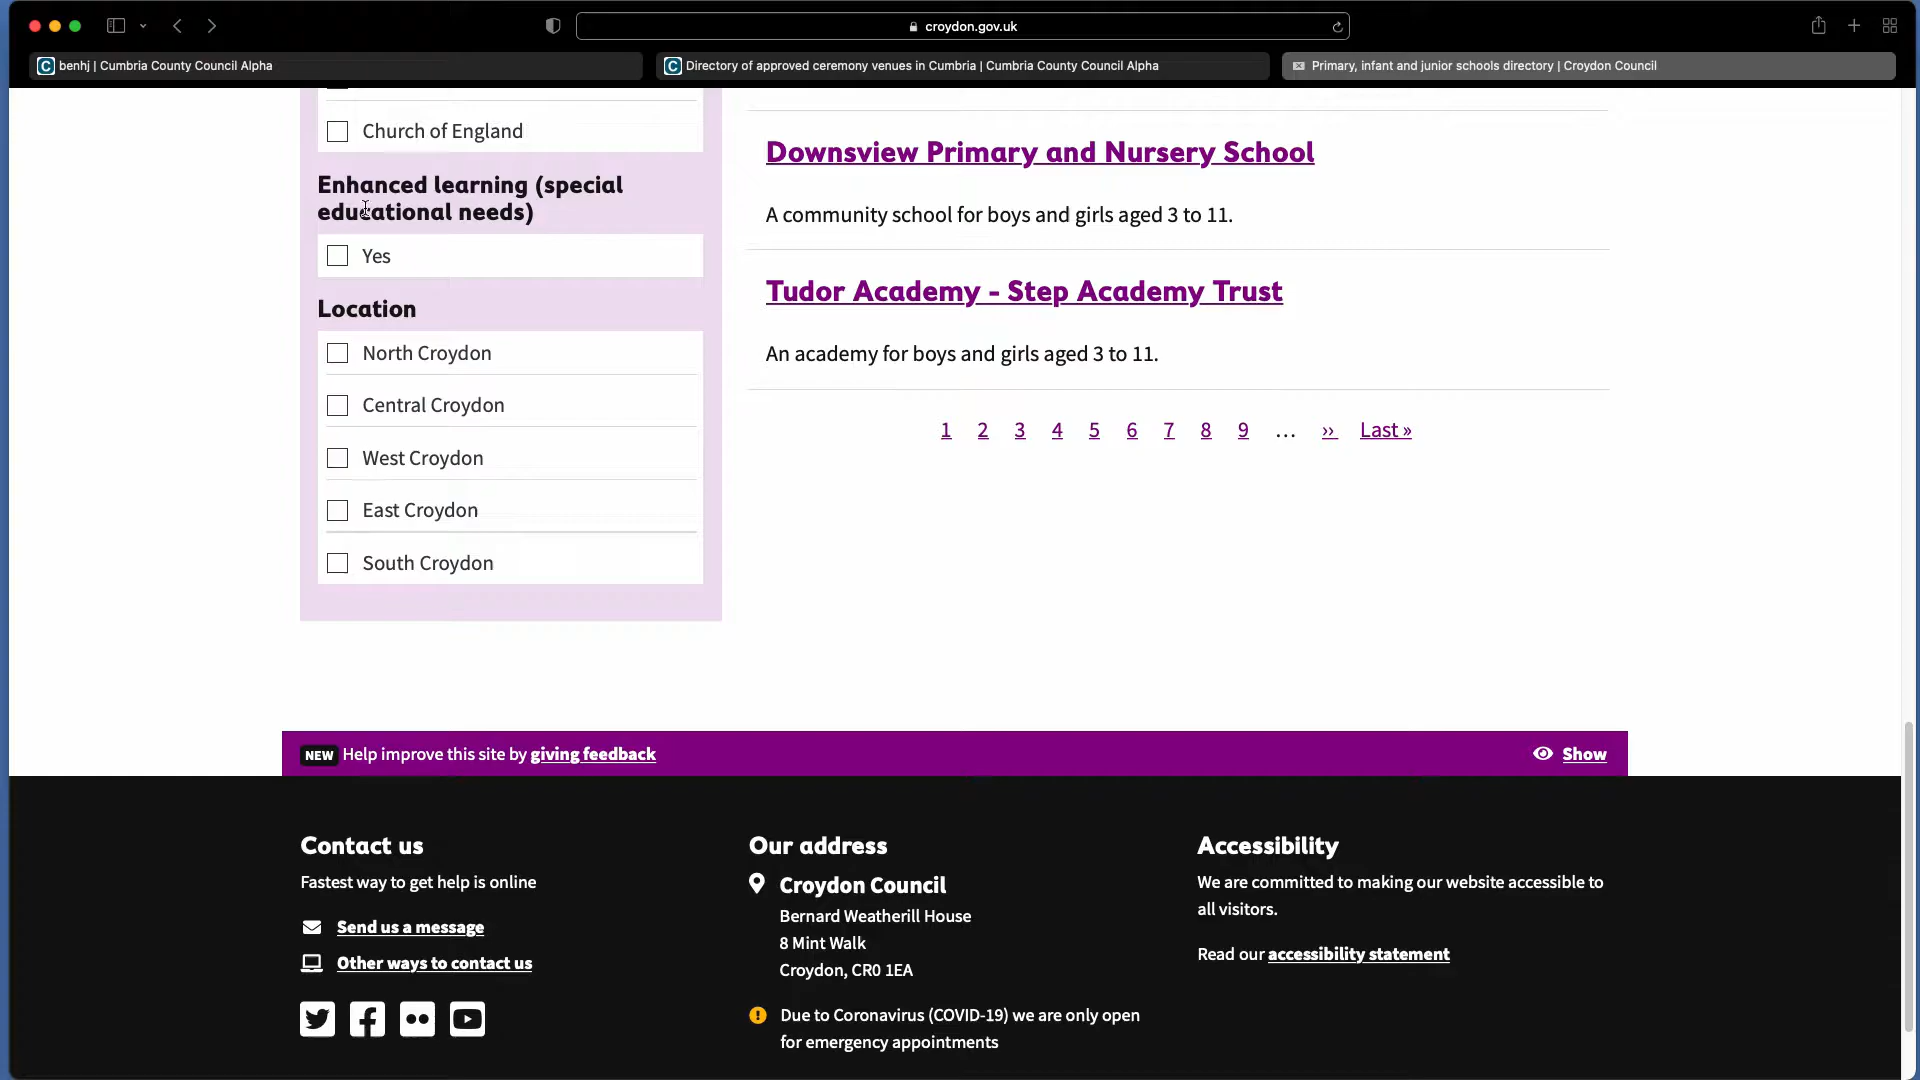 croydon.gov.uk
benhj | Cumbria County Council Alpha
Directory of approved ceremony venues in Cumbria | Cumbria County Council Alpha
Primary, infant and junior schools directory | Croydon Council
Church of England
Enhanced learning (special
educational needs)
Yes
Location
North Croydon
Central Croydon
West Croydon
East Croydon
South Croydon
Downsview Primary and Nursery School
A community school for boys and girls aged 3 to 11.
Tudor Academy - Step Academy Trust
An academy for boys and girls aged 3 to 11.
1 2 3 4 5 6 7 8 9 … ›› Last »
NEW Help improve this site by giving feedback
Show
Contact us
Fastest way to get help is online
Send us a message
Other ways to contact us
Our address
Croydon Council
Bernard Weatherill House
8 Mint Walk
Croydon, CR0 1EA
Due to Coronavirus (COVID-19) we are only open
for emergency appointments
Accessibility
We are committed to making our website accessible to
all visitors.
Read our accessibility statement